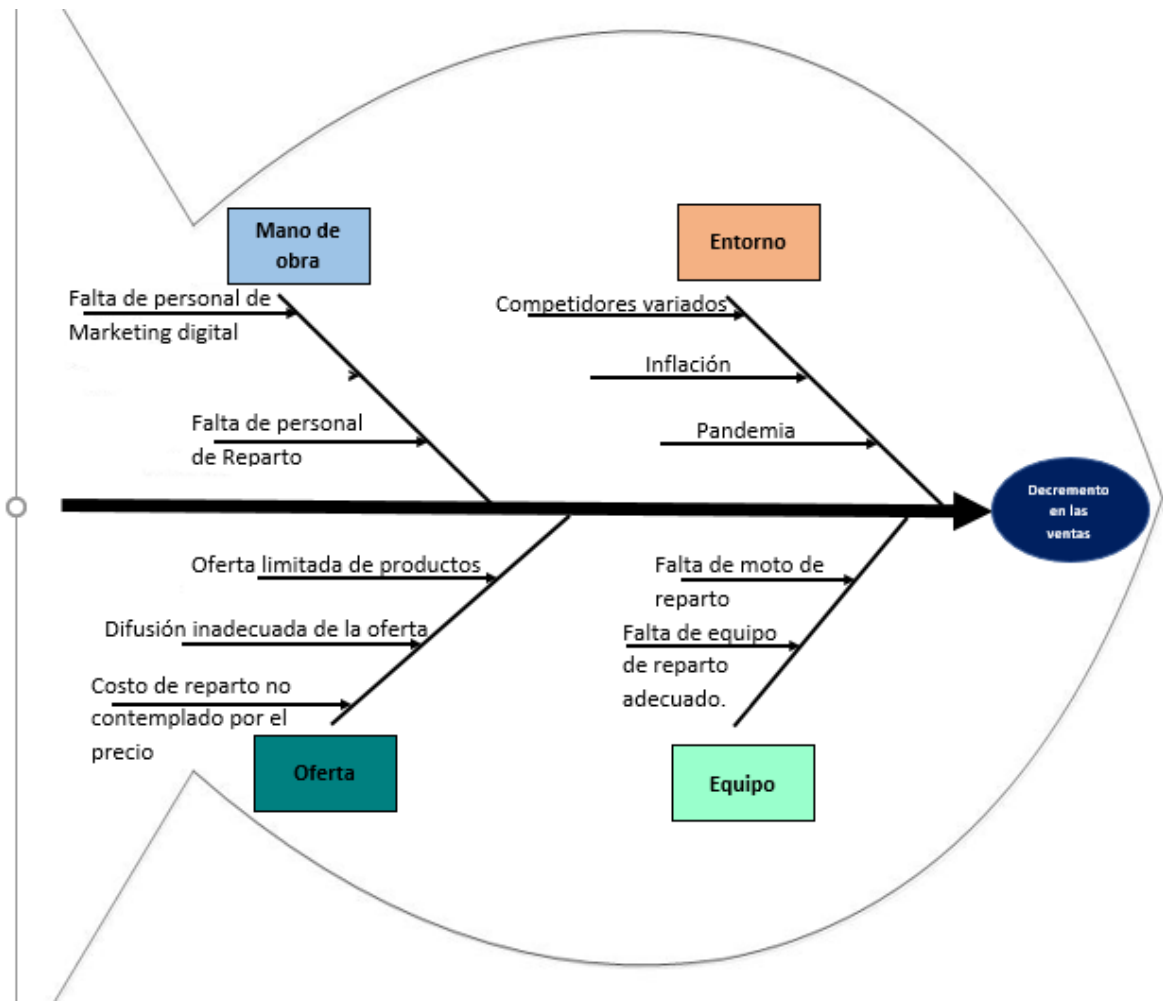 Mano de
obra
Entorno
Falta de personal de
Marketing digital
Competidores variados
Inflación
Falta de personal
de Reparto
Pandemia
Decremento
en las
ventas
Oferta limitada de productos
Difusión inadecuada de la oferta
Costo de reparto no
contemplado por el
precio
Falta de moto de
reparto
Falta de equipo
de reparto
adecuado.
Oferta
Equipo